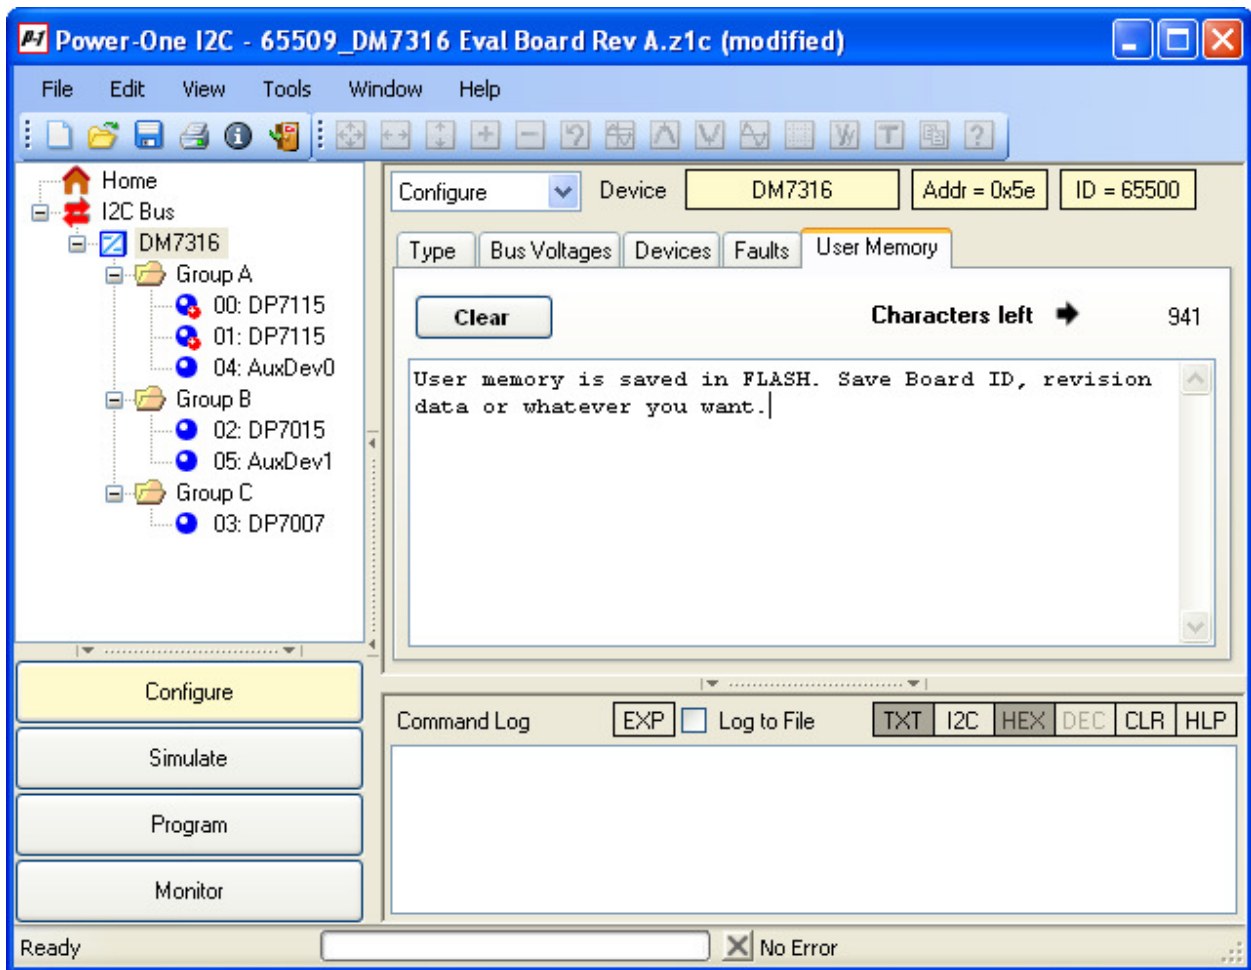 Power-One I2C - 65509_DM7316 Eval Board Rev A.z1c (modified)
File Edit View Tools Window Help
Home
I2C Bus
DM7316
Group A
00: DP7115
01: DP7115
04: AuxDev0
Group B
02: DP7015
05: AuxDev1
Group C
03: DP7007
Configure
Simulate
Program
Monitor
Configure Device DM7316 Addr = 0x5e ID = 65500
Type Bus Voltages Devices Faults User Memory
Clear Characters left 941
User memory is saved in FLASH. Save Board ID, revision
data or whatever you want.
Command Log EXP Log to File TXT I2C HEX DEC CLR HLP
Ready No Error